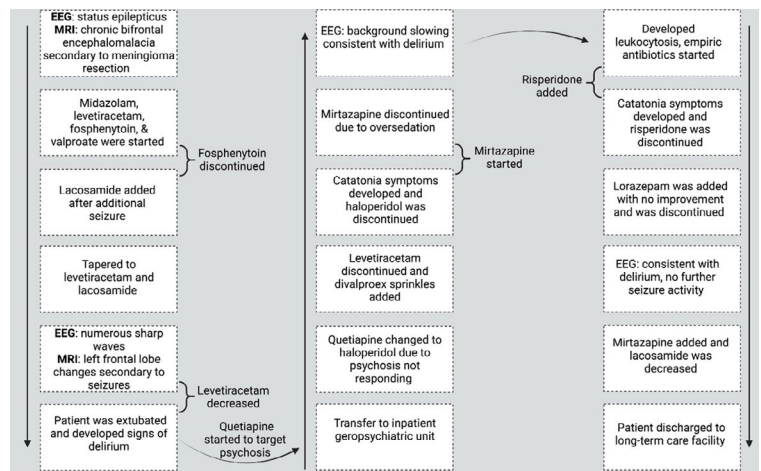 EEG: status epilepticus
MRI: chronic bifrontal
encephalomalacia
secondary to meningioma
resection
Midazolam,
levetiracetam,
fosphenytoin, &
valproate were started
Fosphenytoin
discontinued
Lacosamide added
after additional
seizure
Tapered to
levetiracetam and
lacosamide
EEG: numerous sharp
waves
MRI: left frontal lobe
changes secondary to
seizures
Levetiracetam
decreased
Patient was extubated
and developed signs of
delirium
Quetiapine
started to target
psychosis
Transfer to inpatient
geropsychiatric unit
Quetiapine changed to
haloperidol due to
psychosis not
responding
Levetiracetam
discontinued and
divalproex sprinkles
added
Catatonia symptoms
developed and
haloperidol was
discontinued
Mirtazapine
started
Mirtazapine discontinued
due to oversedation
EEG: background slowing
consistent with delirium
Developed
leukocytosis, empiric
antibiotics started
Risperidone
added
Catatonia symptoms
developed and
risperidone was
discontinued
Lorazepam was added
with no improvement
and was discontinued
EEG: consistent with
delirium, no further
seizure activity
Mirtazapine added and
lacosamide was
decreased
Patient discharged to
long-term care facility